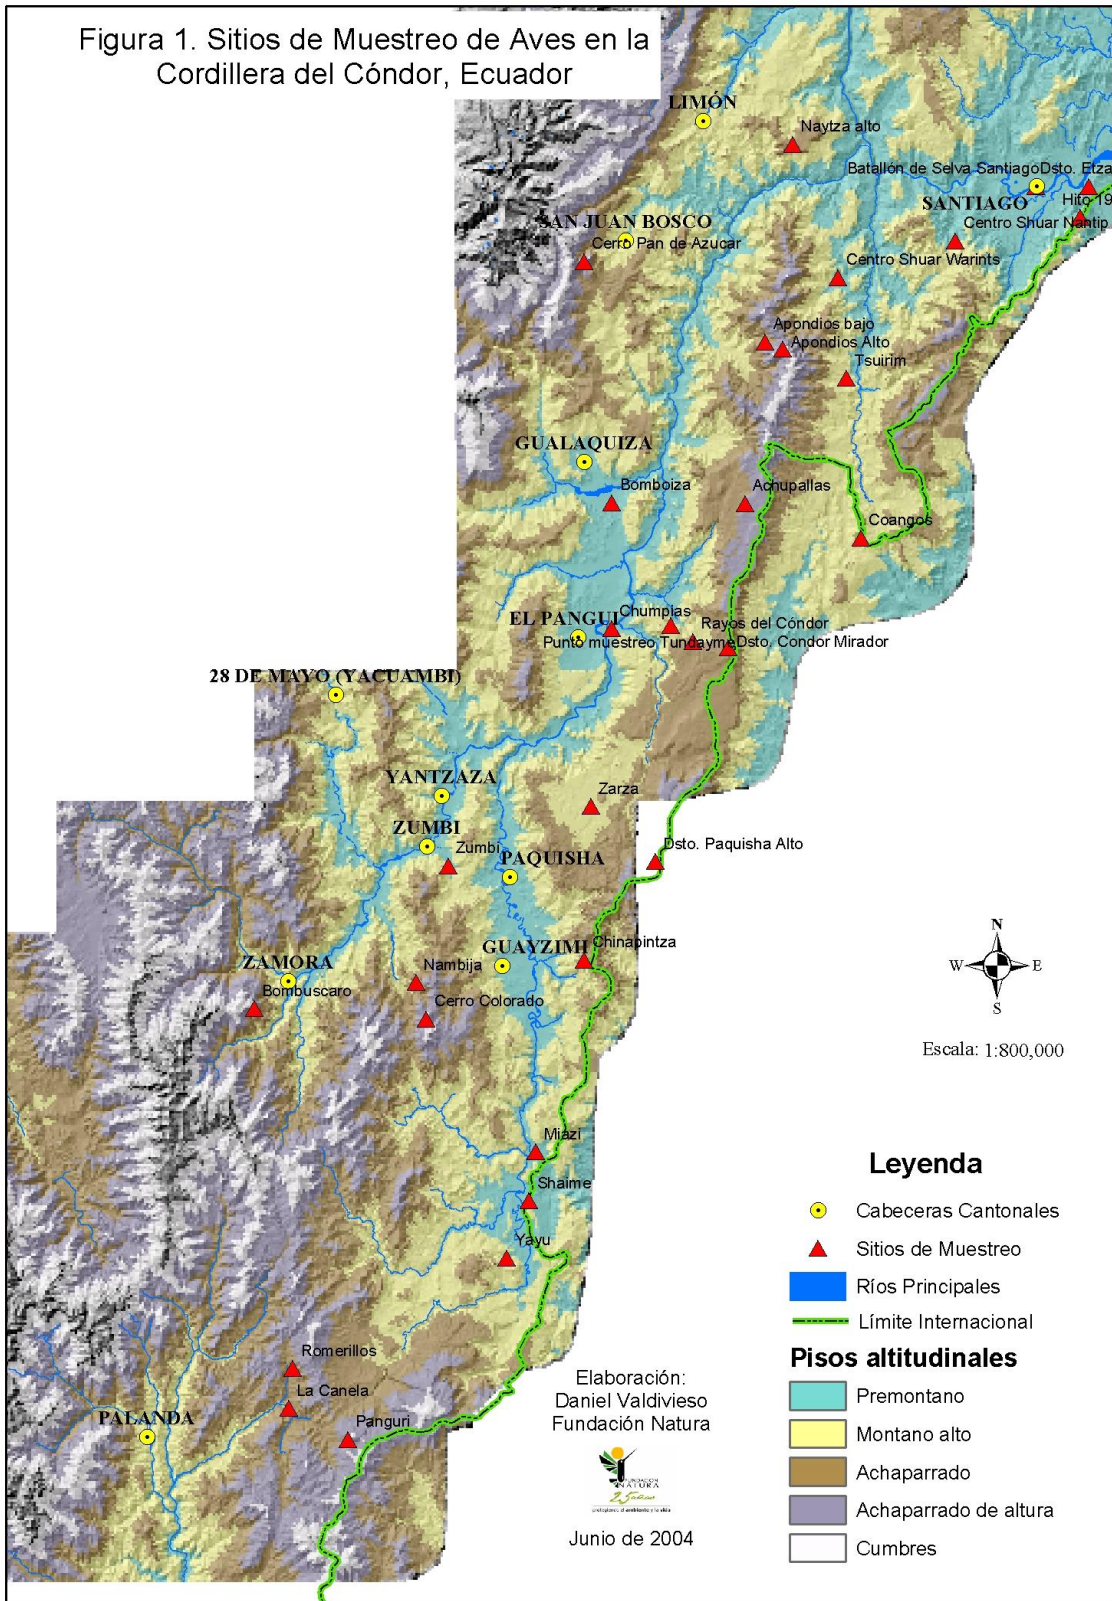 Figura 1. Sitios de Muestreo de Aves en la
Cordillera del Cóndor, Ecuador
LIMÓN
Naytza alto
Batallón de Selva Santiago
Dsto. Etza
SANTIAGO
Hito 19
Centro Shuar Nantip
SAN JUAN BOSCO
Cerro Pan de Azucar
Centro Shuar Warints
Apondios bajo
Apondios Alto
Tsuirim
GUALAQUIZA
Bomboiza
Achupallas
Coangos
EL PANGUI
Chumpias
Rayos del Cóndor
Punto muestreo Tundayme
Dsto. Condor Mirador
28 DE MAYO (YACUAMBI)
YANTZAZA
Zarza
ZUMBI
Zumbi
Dsto. Paquisha Alto
PAQUISHA
GUAYZIMI
Chinapintza
ZAMORA
Nambija
Bombuscaro
Cerro Colorado
N
W
E
S
Escala: 1:800,000
Miazi
Shaime
Yayu
Romerillos
La Canela
PALANDA
Panguri
Elaboración:
Daniel Valdivieso
Fundación Natura
FUNDACION
NATURA
25 años
Junio de 2004
Leyenda
Cabeceras Cantonales
Sitios de Muestreo
Ríos Principales
Límite Internacional
Pisos altitudinales
Premontano
Montano alto
Achaparrado
Achaparrado de altura
Cumbres